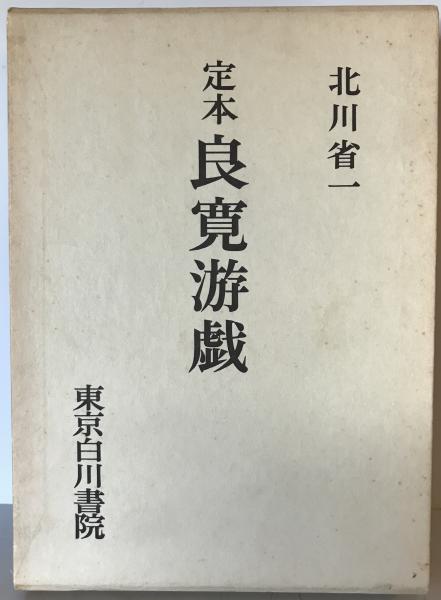 北川省一
定本 良寛游戯
東京白川書院